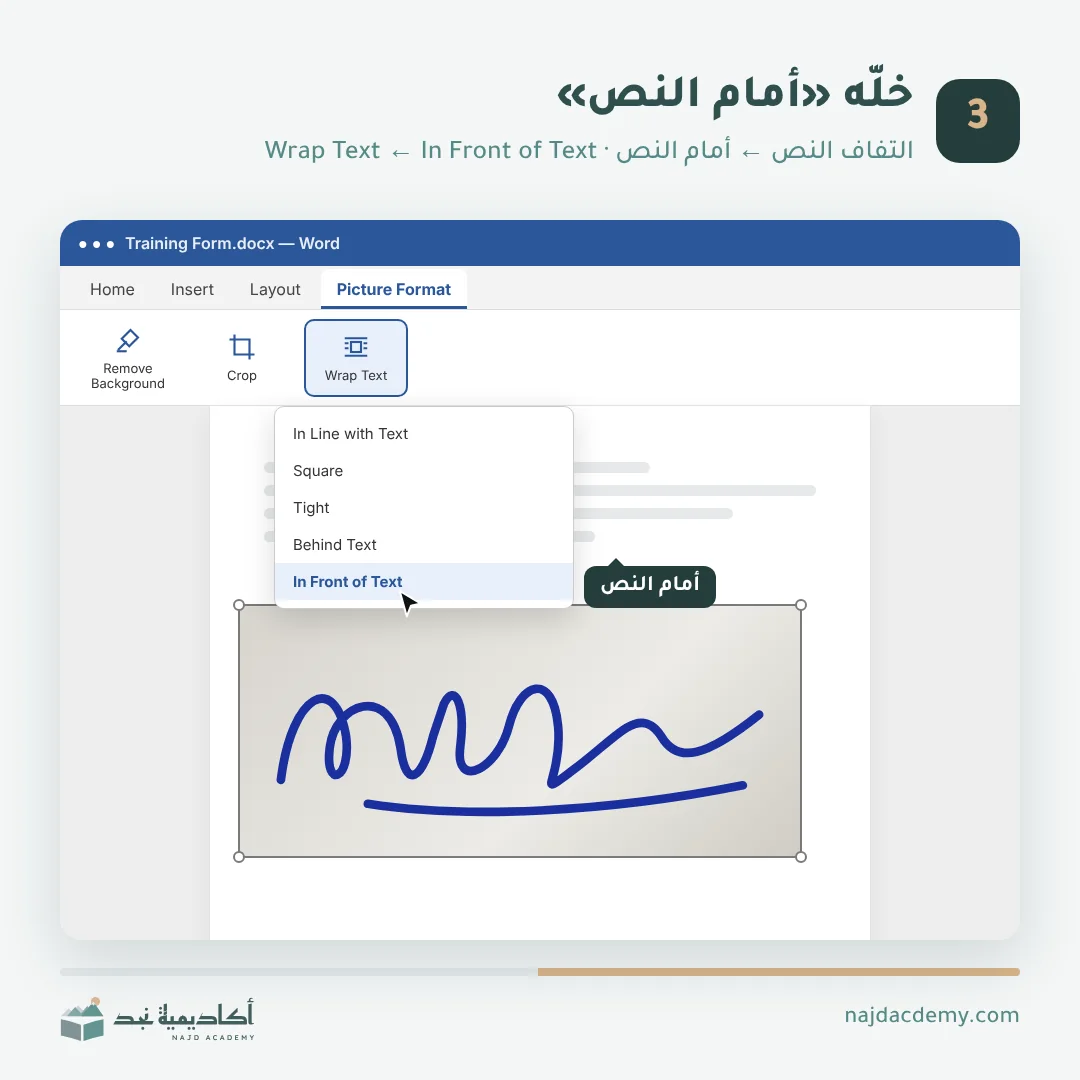 3
خلّه «أمام النص»
التفاف النص ← أمام النص · Wrap Text ← In Front of Text
Training Form.docx — Word
Home Insert Layout Picture Format
Remove Background
Crop
Wrap Text
In Line with Text
Square
Tight
Behind Text
In Front of Text
أمام النص
أكاديمية نجد
NAJD ACADEMY
najdacdemy.com